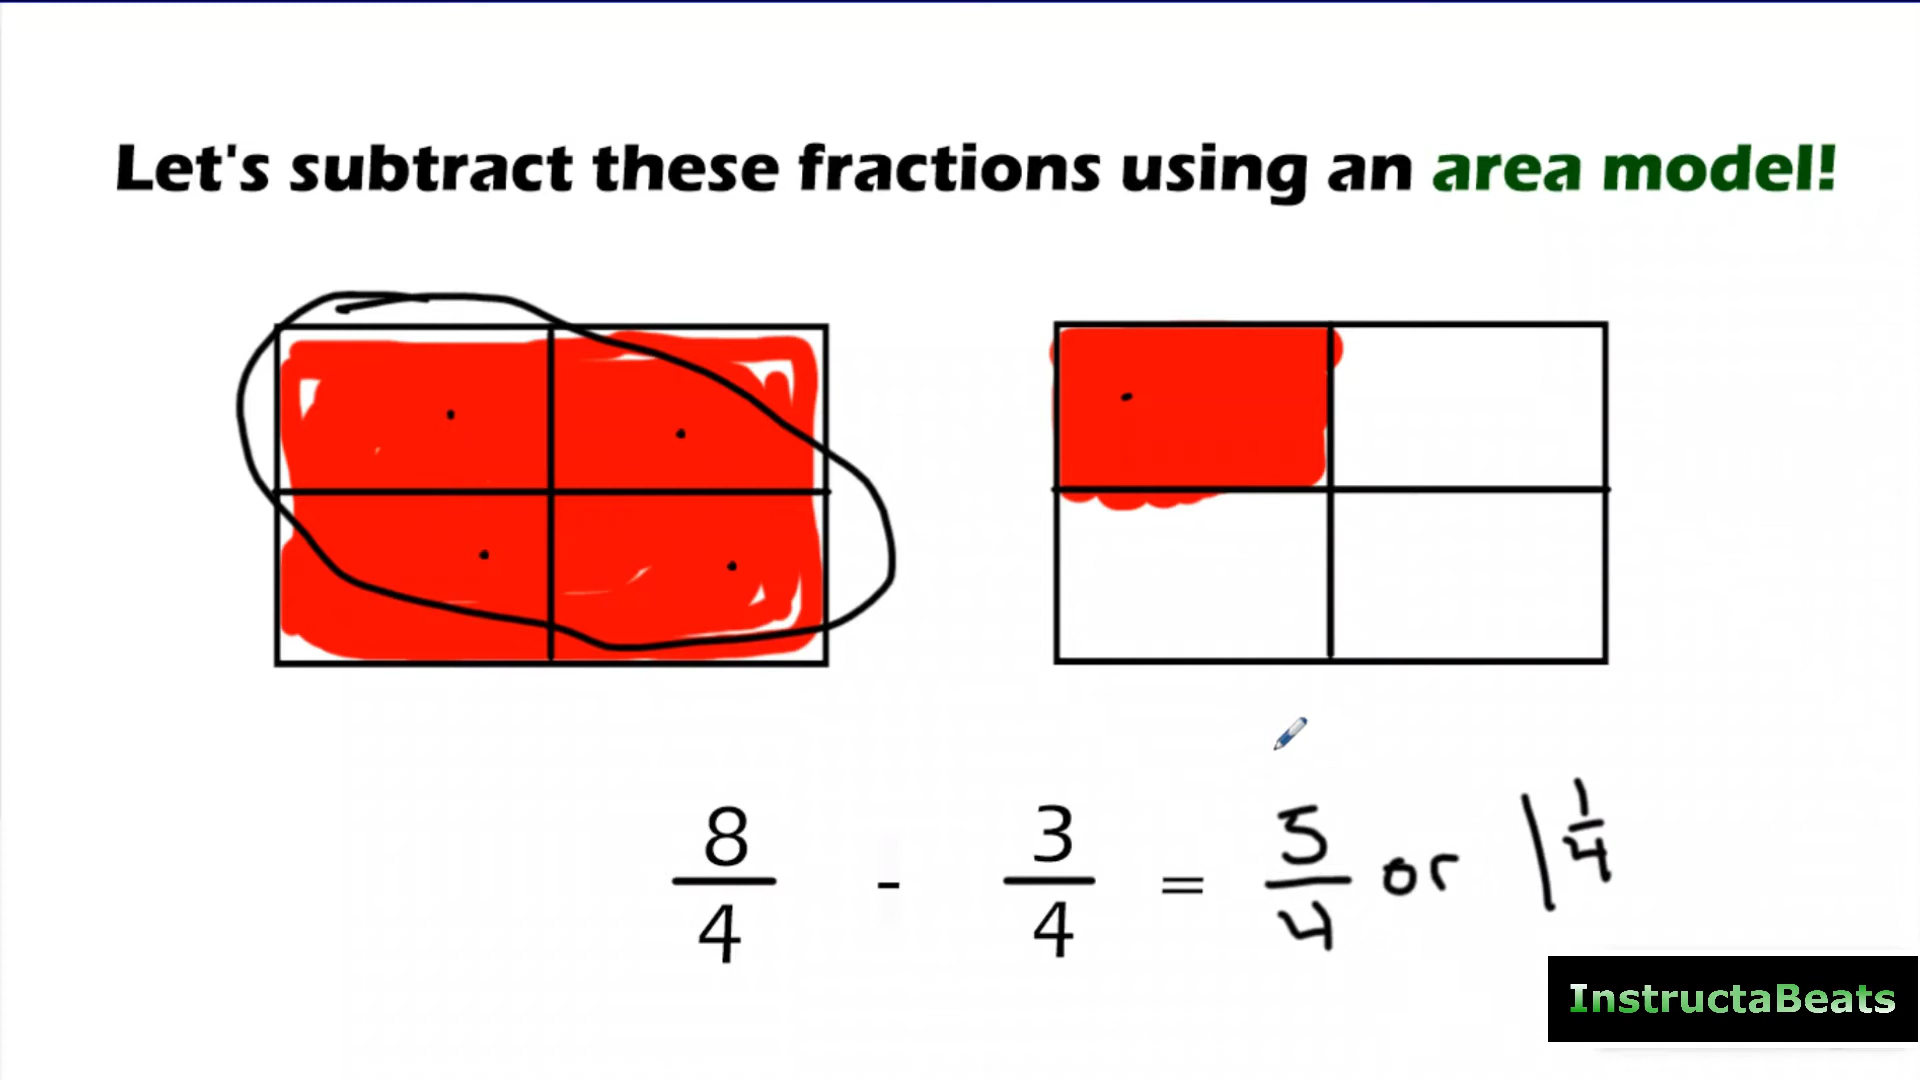 Let's subtract these fractions using an area model!
8/4 - 3/4 = 5/4 or 1 1/4
InstructaBeats